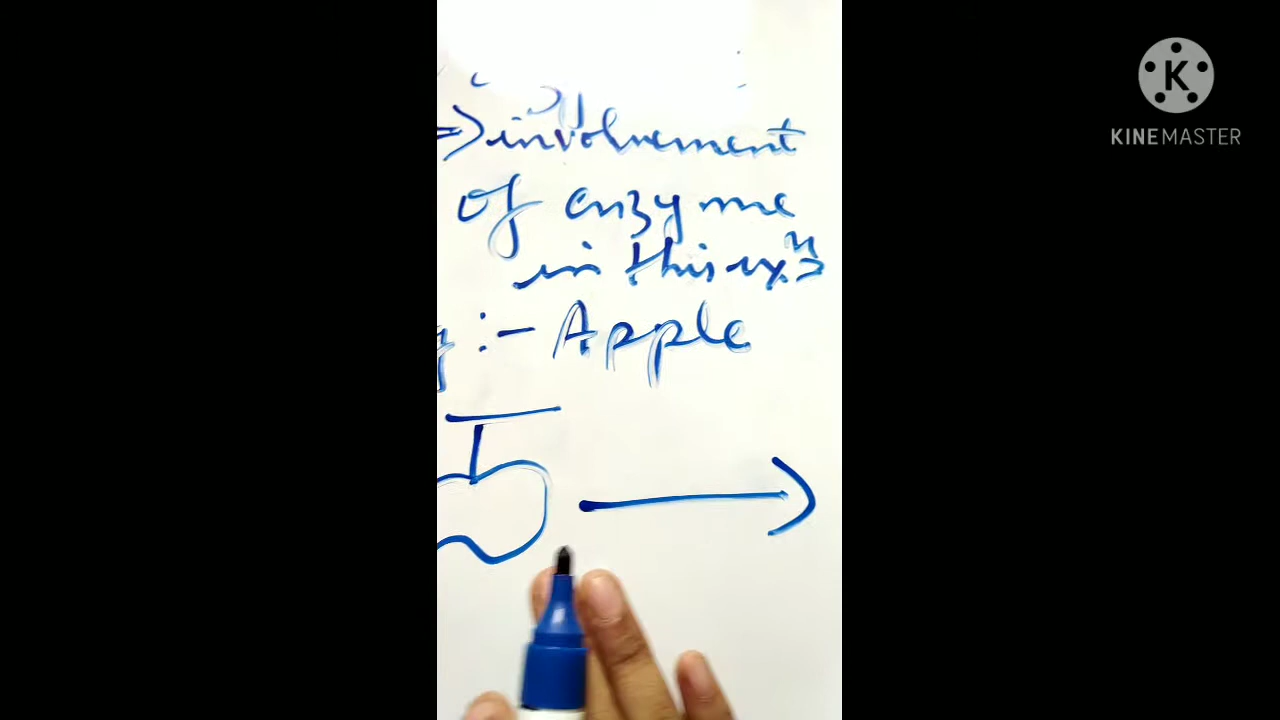 => involvement
of enzyme
in this rxⁿ
:- Apple
KINEMASTER